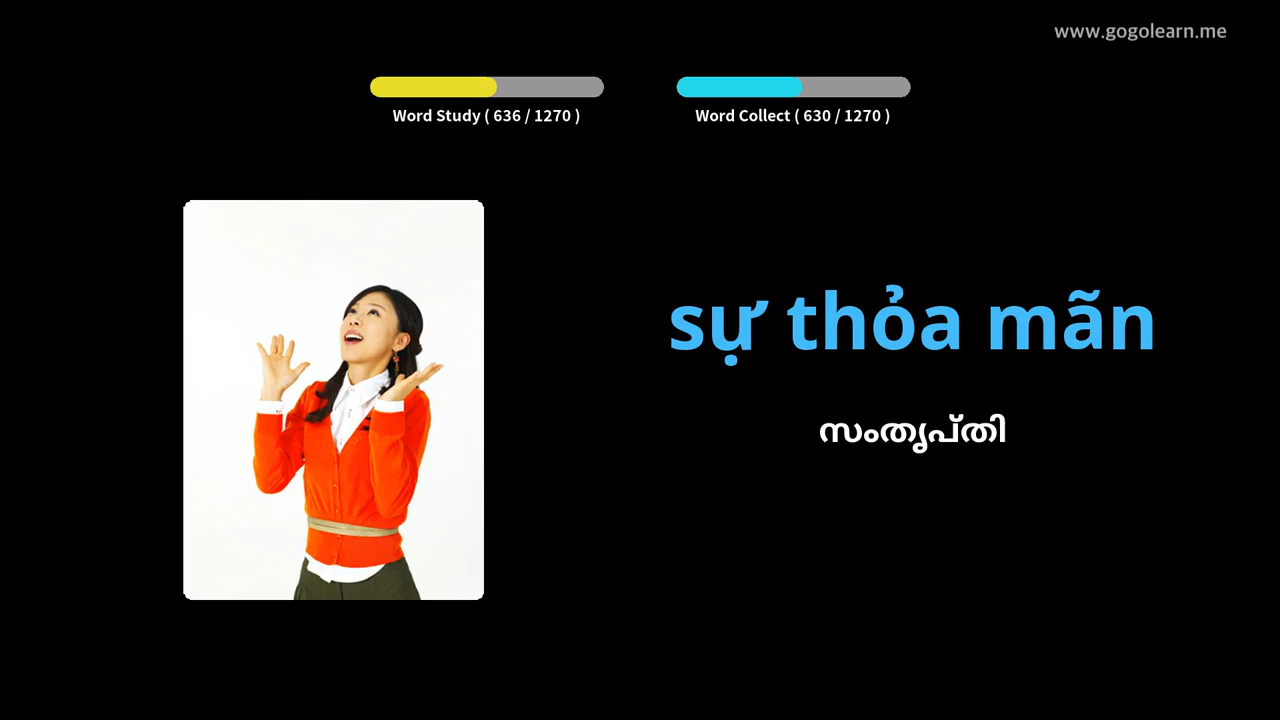 www.gogolearn.me
Word Study ( 636 / 1270 )
Word Collect ( 630 / 1270 )
sự thỏa mãn
സംതൃപ്തി